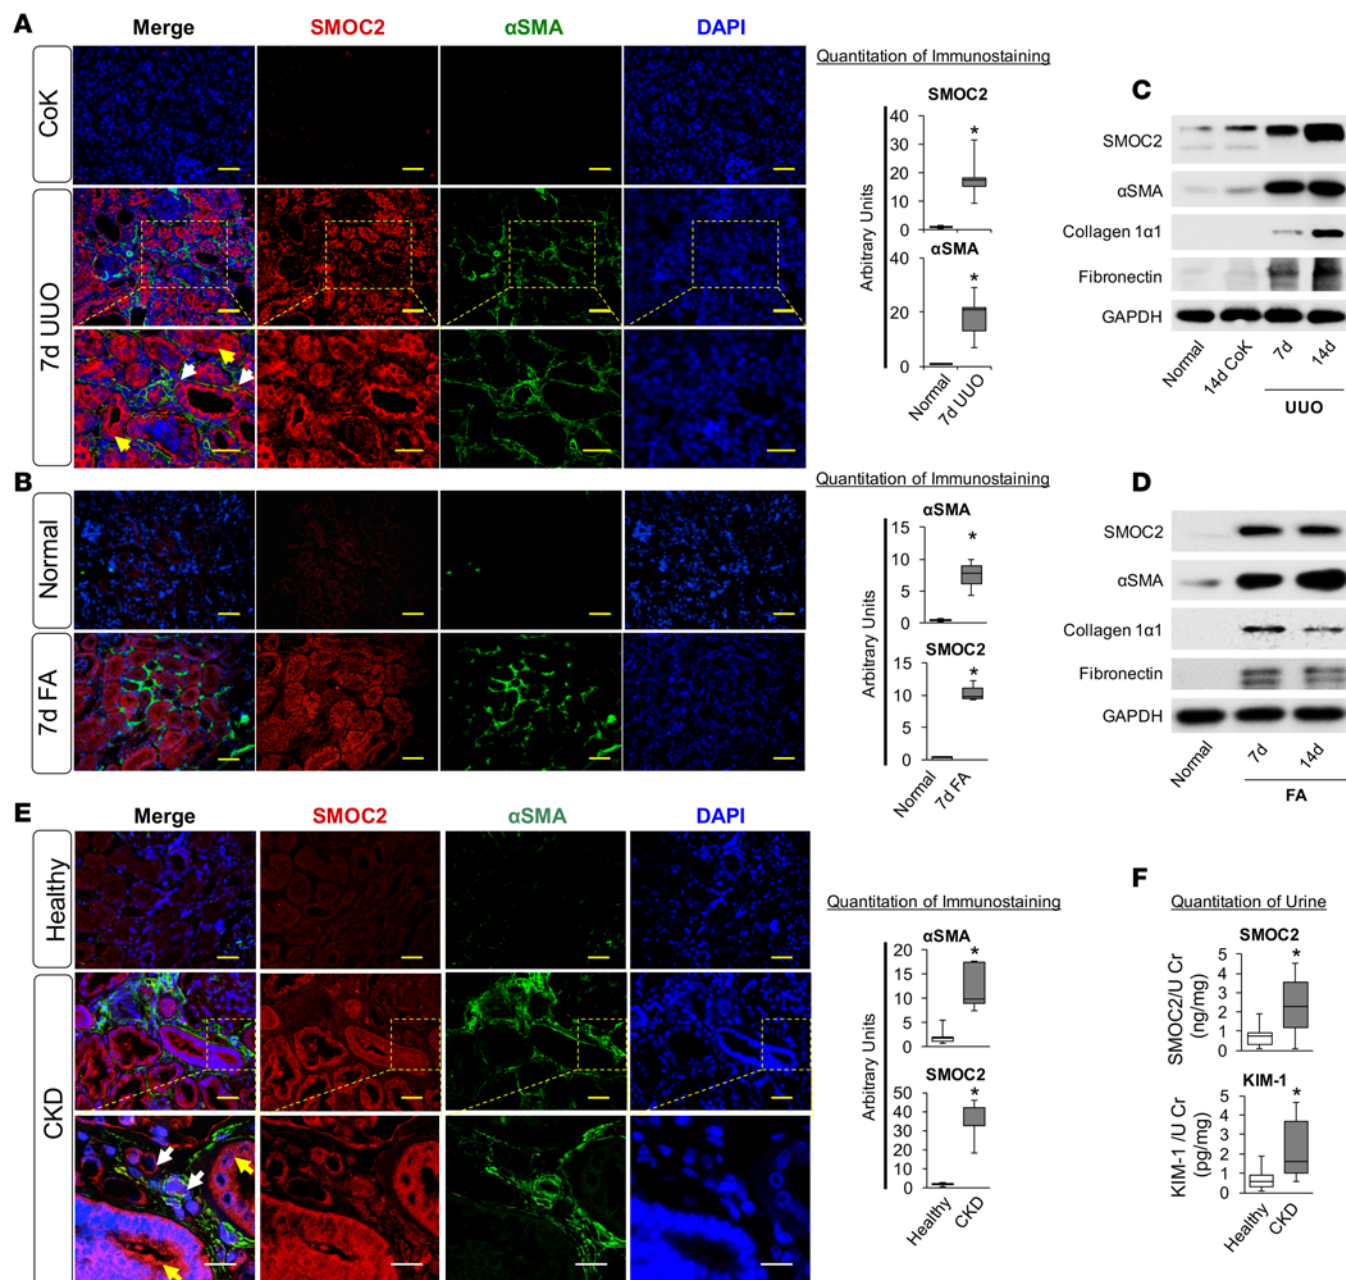 A
Merge
SMOC2
αSMA
DAPI
CoK
7d UUO
Quantitation of Immunostaining
SMOC2
40
30
20
10
0
*
αSMA
40
20
0
*
Arbitrary Units
Normal
7d UUO
C
SMOC2
αSMA
Collagen 1α1
Fibronectin
GAPDH
Normal
14d CoK
7d
14d
UUO
B
Normal
7d FA
Quantitation of Immunostaining
αSMA
15
10
5
0
*
SMOC2
15
10
5
0
*
Arbitrary Units
Normal
7d FA
D
SMOC2
αSMA
Collagen 1α1
Fibronectin
GAPDH
Normal
7d
14d
FA
E
Merge
SMOC2
αSMA
DAPI
Healthy
CKD
Quantitation of Immunostaining
αSMA
20
15
10
5
0
*
SMOC2
50
40
30
20
10
0
*
Arbitrary Units
Healthy
CKD
F
Quantitation of Urine
SMOC2
SMOC2/U Cr
(ng/mg)
5
4
3
2
1
0
*
KIM-1
KIM-1 /U Cr
(pg/mg)
5
4
3
2
1
0
*
Healthy
CKD